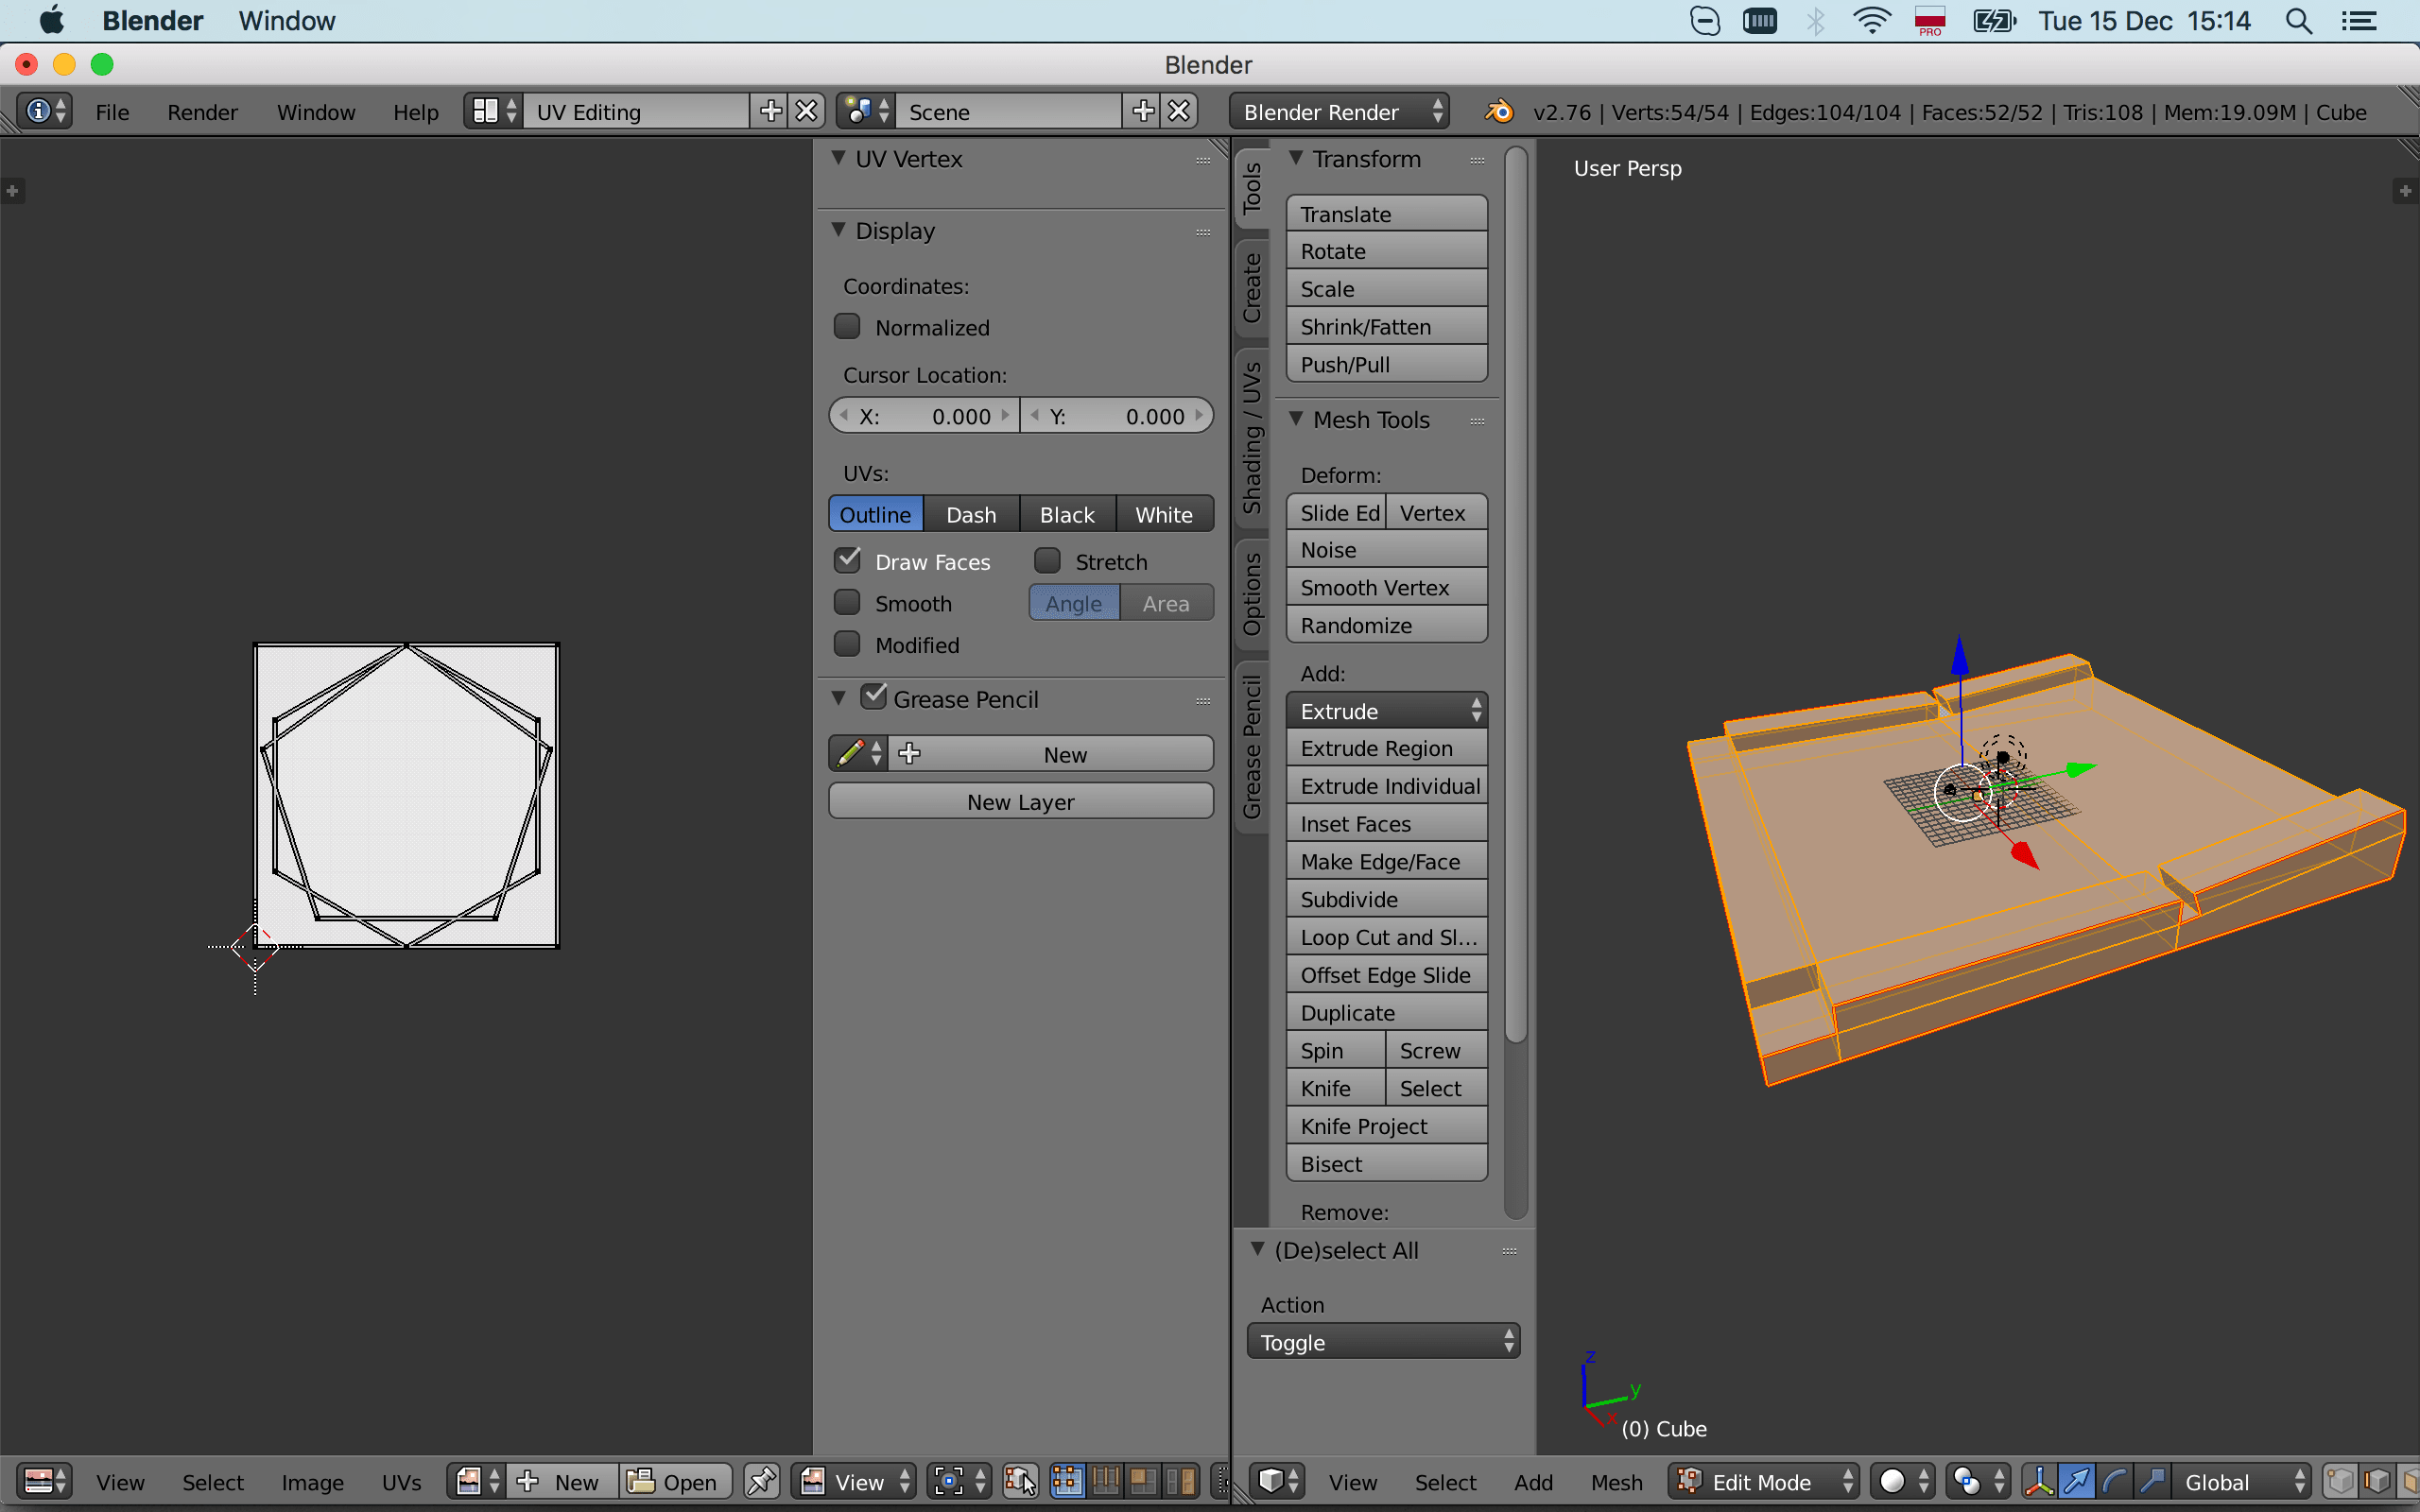 Blender Window PRO Tue 15 Dec 15:14
Blender
File Render Window Help UV Editing Scene Blender Render v2.76 | Verts:54/54 | Edges:104/104 | Faces:52/52 | Tris:108 | Mem:19.09M | Cube
UV Vertex
Display
Coordinates:
Normalized
Cursor Location:
X: 0.000 Y: 0.000
UVs:
Outline Dash Black White
Draw Faces Stretch
Smooth Angle Area
Modified
Grease Pencil
New
New Layer
Tools
Create
Shading / UVs
Options
Grease Pencil
Transform
Translate
Rotate
Scale
Shrink/Fatten
Push/Pull
Mesh Tools
Deform:
Slide Ed Vertex
Noise
Smooth Vertex
Randomize
Add:
Extrude
Extrude Region
Extrude Individual
Inset Faces
Make Edge/Face
Subdivide
Loop Cut and Sl...
Offset Edge Slide
Duplicate
Spin Screw
Knife Select
Knife Project
Bisect
Remove:
(De)select All
Action
Toggle
User Persp
z
y
x
(0) Cube
View Select Image UVs New Open View
View Select Add Mesh Edit Mode Global